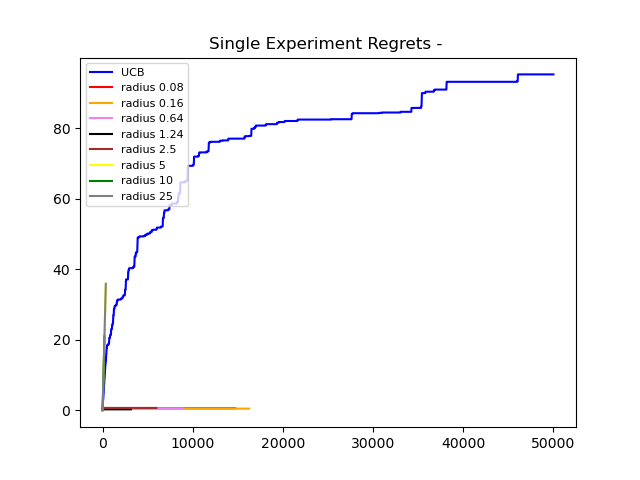 Single Experiment Regrets -
UCB
radius 0.08
radius 0.16
radius 0.64
radius 1.24
radius 2.5
radius 5
radius 10
radius 25
80
60
40
20
0
0 10000 20000 30000 40000 50000